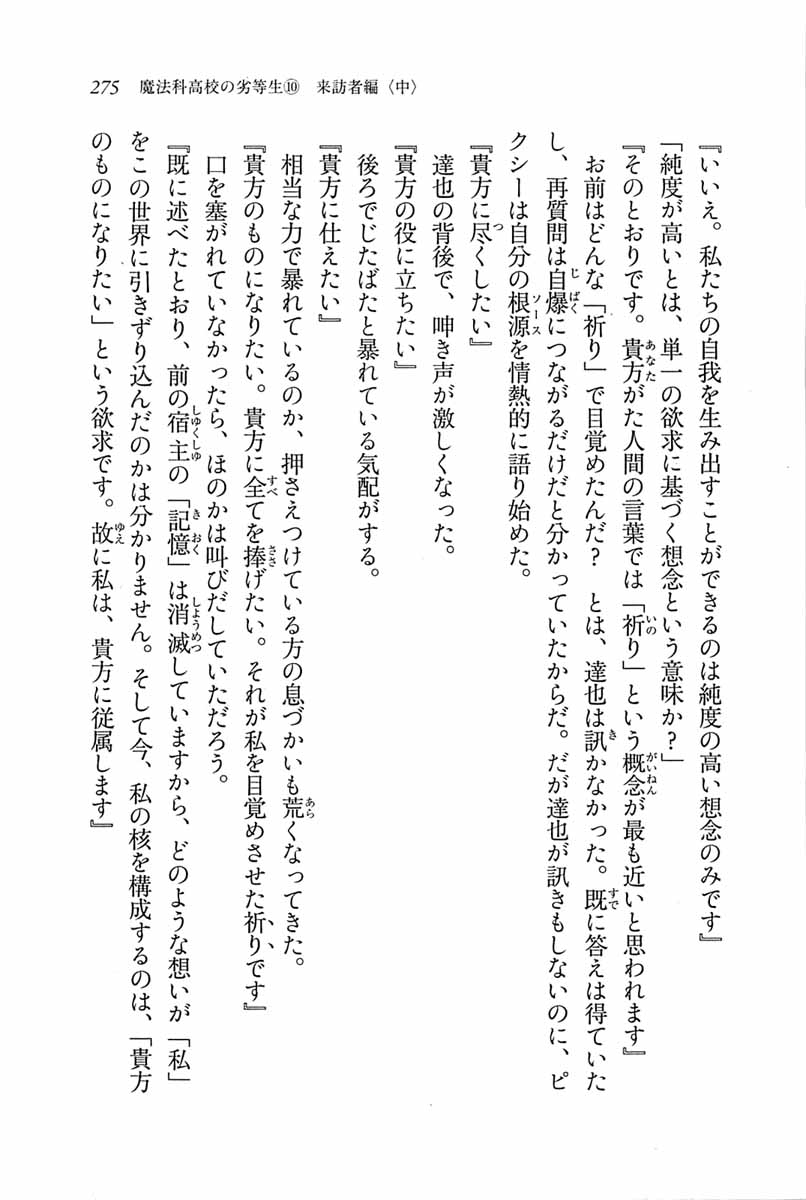 275　魔法科高校の劣等生⑩　来訪者編〈中〉
『いいえ。私たちの自我を生み出すことができるのは純度の高い想念のみです』
「純度が高いとは、単一の欲求に基づく想念という意味か？」
『そのとおりです。貴方がた人間の言葉では「祈り」という概念が最も近いと思われます』
お前はどんな「祈り」で目覚めたんだ？　とは、達也は訊かなかった。既に答えは得ていた
し、再質問は自爆につながるだけだと分かっていたからだ。だが達也が訊きもしないのに、ピ
クシーは自分の根源を情熱的に語り始めた。
『貴方に尽くしたい』
達也の背後で、呻き声が激しくなった。
『貴方の役に立ちたい』
後ろでじたばたと暴れている気配がする。
『貴方に仕えたい』
相当な力で暴れているのか、押さえつけている方の息づかいも荒くなってきた。
『貴方のものになりたい。貴方に全てを捧げたい。それが私を目覚めさせた祈りです』
口を塞がれていなかったら、ほのかは叫びだしていただろう。
『既に述べたとおり、前の宿主の「記憶」は消滅していますから、どのような想いが「私」
をこの世界に引きずり込んだのかは分かりません。そして今、私の核を構成するのは、「貴方
のものになりたい」という欲求です。故に私は、貴方に従属します』